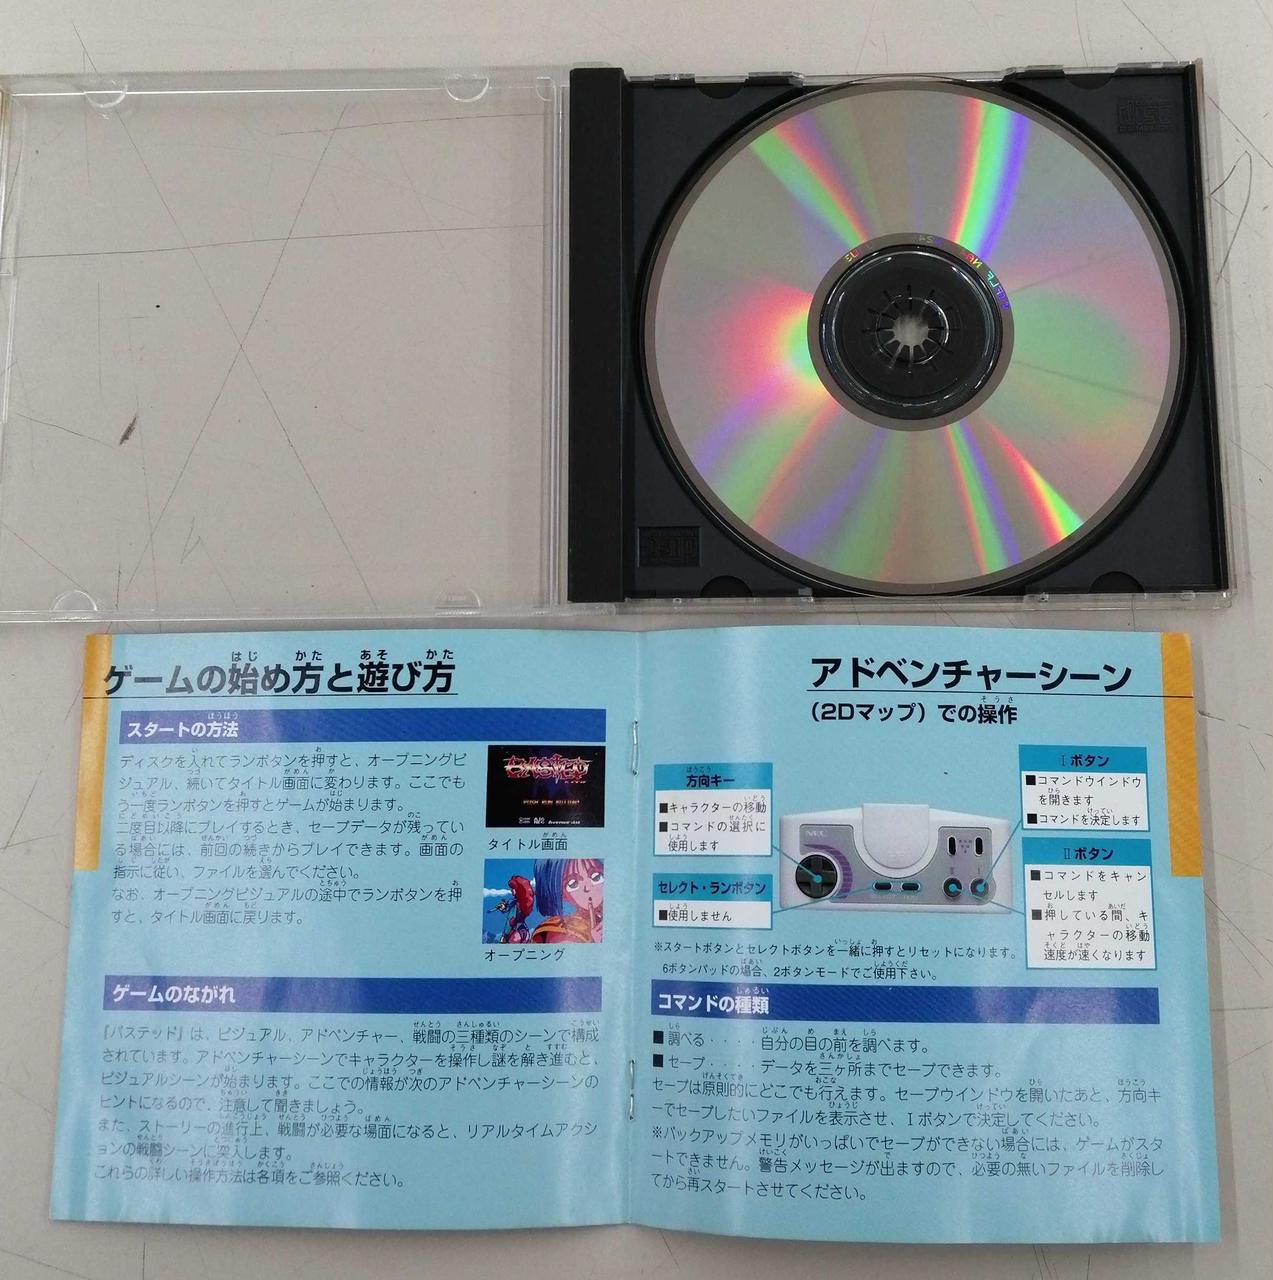 ゲームの始め方と遊び方
スタートの方法
ディスクを入れてランボタンを押すと、オープニングビ
ジュアル、続いてタイトル画面に変わります。ここでも
う一度ランボタンを押すとゲームが始まります。
二度目以降にプレイするとき、セーブデータが残ってい
る場合には、前回の続きからプレイできます。画面の
指示に従い、ファイルを選んでください。
なお、オープニングビジュアルの途中でランボタンを押
すと、タイトル画面に戻ります。
BASTED
PUSH RUN BUTTON!
タイトル画面
オープニング
ゲームのながれ
『バステッド』は、ビジュアル、アドベンチャー、戦闘の三種類のシーンで構成
されています。アドベンチャーシーンでキャラクターを操作し謎を解き進むと、
ビジュアルシーンが始まります。ここでの情報が次のアドベンチャーシーンの
ヒントになるので、注意して聞きましょう。
また、ストーリーの進行上、戦闘が必要な場面になると、リアルタイムアクシ
ョンの戦闘シーンに突入します。
これらの詳しい操作方法は各項をご参照ください。
アドベンチャーシーン
(2Dマップ)での操作
方向キー
■キャラクターの移動
■コマンドの選択に
使用します
セレクト・ランボタン
■使用しません
NEC
Ⅰボタン
■コマンドウインドウ
を開きます
■コマンドを決定します
Ⅱボタン
■コマンドをキャン
セルします
■押している間、キ
ャラクターの移動
速度が速くなります
※スタートボタンとセレクトボタンを一緒に押すとリセットになります。
6ボタンパッドの場合、2ボタンモードでご使用下さい。
コマンドの種類
■調べる‥‥自分の目の前を調べます。
■セーブ‥‥データを三ヶ所までセーブできます。
セーブは原則的にどこでも行えます。セーブウインドウを開いたあと、方向キ
ーでセーブしたいファイルを表示させ、Ⅰボタンで決定してください。
※バックアップメモリがいっぱいでセーブができない場合には、ゲームがスタ
ートできません。警告メッセージが出ますので、必要の無いファイルを削除し
てから再スタートさせてください。